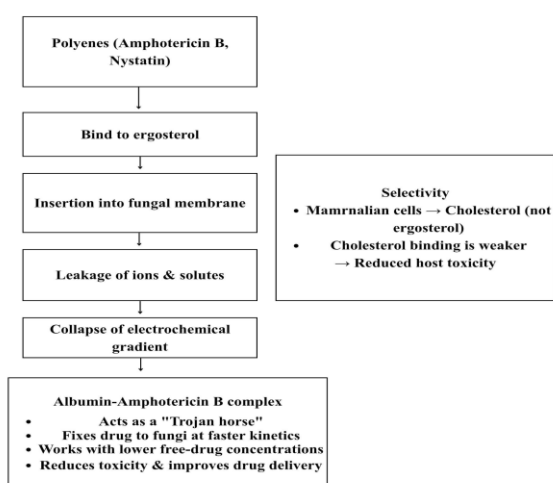 Polyenes (Amphotericin B,
Nystatin)
Bind to ergosterol
Insertion into fungal membrane
Leakage of ions & solutes
Collapse of electrochemical
gradient
Albumin-Amphotericin B complex
• Acts as a "Trojan horse"
• Fixes drug to fungi at faster kinetics
• Works with lower free-drug concentrations
• Reduces toxicity & improves drug delivery
Selectivity
• Mamrnalian cells → Cholesterol (not
ergosterol)
• Cholesterol binding is weaker
→ Reduced host toxicity